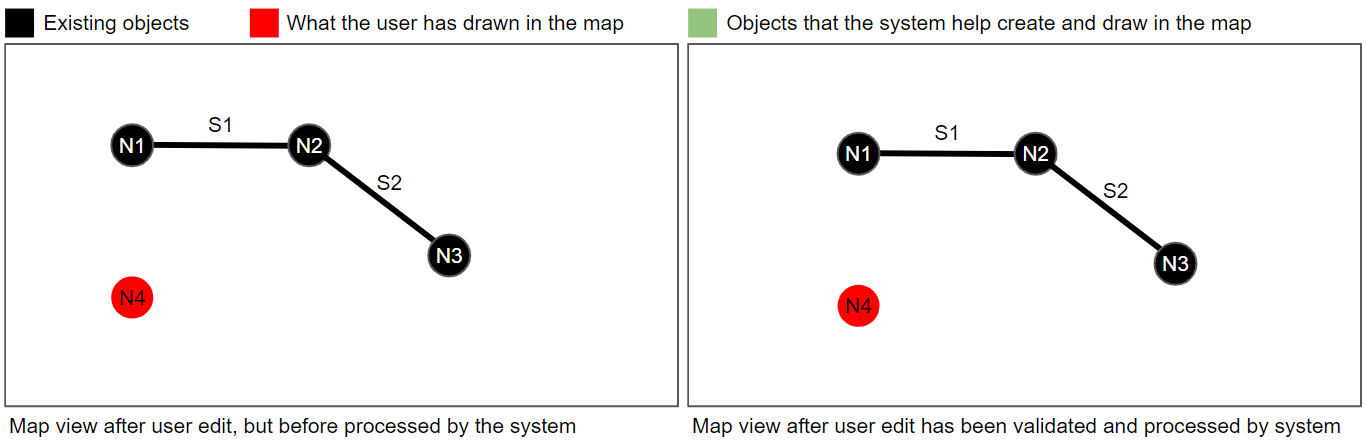 Existing objects
What the user has drawn in the map
Objects that the system help create and draw in the map
S1
N1
N2
S2
N3
N4
S1
N1
N2
S2
N3
N4
Map view after user edit, but before processed by the system
Map view after user edit has been validated and processed by system